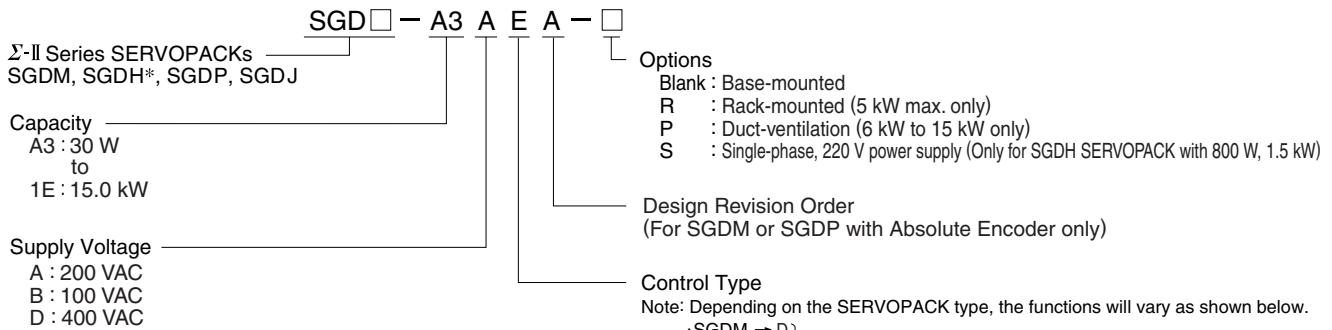 SGD□ − A3 A E A − □
Σ-II Series SERVOPACKs
SGDM, SGDH*, SGDP, SGDJ
Capacity
A3 : 30 W
to
1E : 15.0 kW
Supply Voltage
A : 200 VAC
B : 100 VAC
D : 400 VAC
Options
Blank : Base-mounted
R : Rack-mounted (5 kW max. only)
P : Duct-ventilation (6 kW to 15 kW only)
S : Single-phase, 220 V power supply (Only for SGDH SERVOPACK with 800 W, 1.5 kW)
Design Revision Order
(For SGDM or SGDP with Absolute Encoder only)
Control Type
Note: Depending on the SERVOPACK type, the functions will vary as shown below.
·SGDM → D